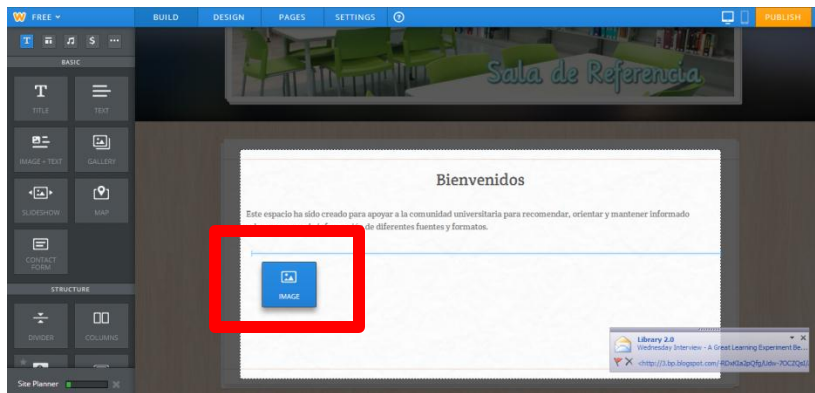 FREE
BUILD
DESIGN
PAGES
SETTINGS
?
PUBLISH
T
$
BASIC
TITLE
TEXT
IMAGE + TEXT
GALLERY
SLIDESHOW
MAP
CONTACT
FORM
STRUCTURE
DIVIDER
COLUMNS
Site Planner
Sala de Referencia
Bienvenidos
Este espacio ha sido creado para apoyar a la comunidad universitaria para recomendar, orientar y mantener informado
de diferentes fuentes y formatos.
IMAGE
Library 2.0
Wednesday Interview - A Great Learning Experiment Be...